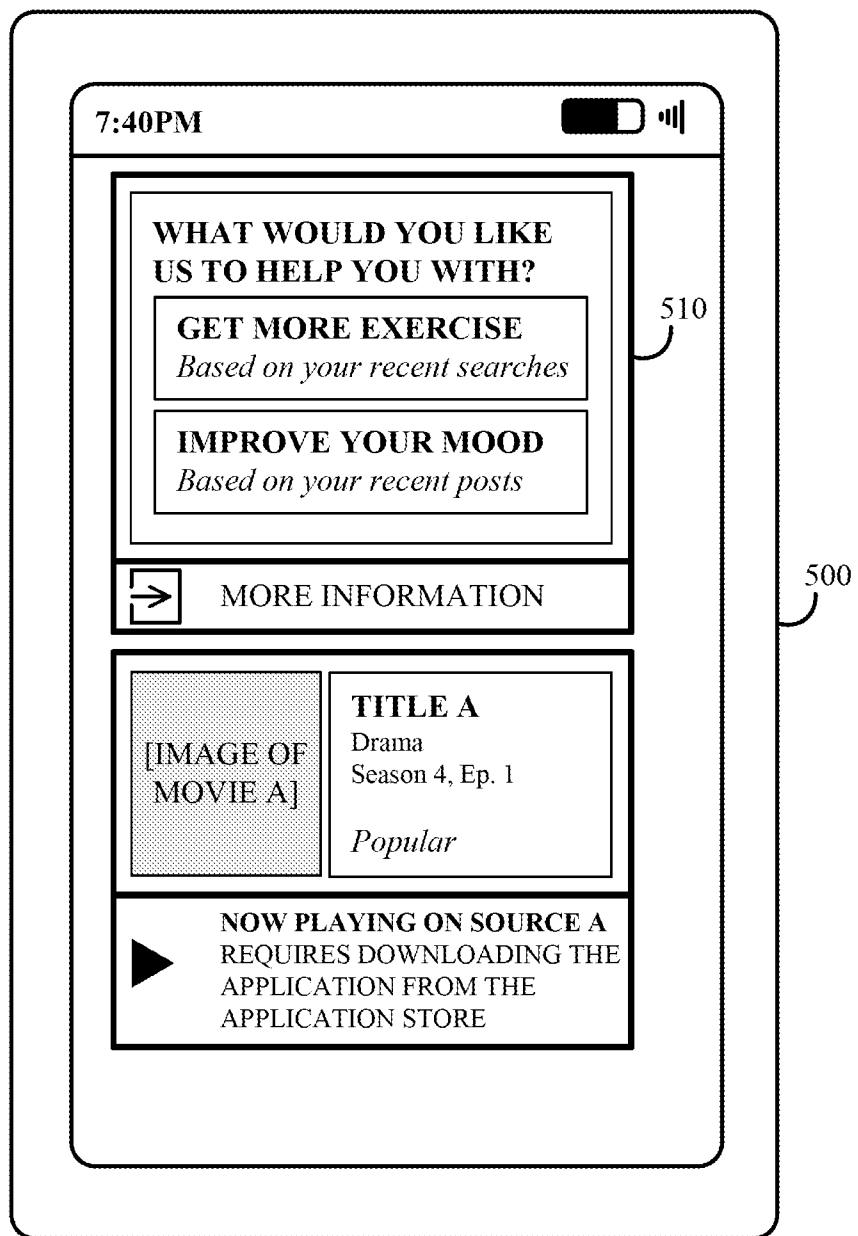 7:40PM
WHAT WOULD YOU LIKE
US TO HELP YOU WITH?
GET MORE EXERCISE
Based on your recent searches
IMPROVE YOUR MOOD
Based on your recent posts
MORE INFORMATION
510
500
[IMAGE OF
MOVIE A]
TITLE A
Drama
Season 4, Ep. 1
Popular
NOW PLAYING ON SOURCE A
REQUIRES DOWNLOADING THE
APPLICATION FROM THE
APPLICATION STORE